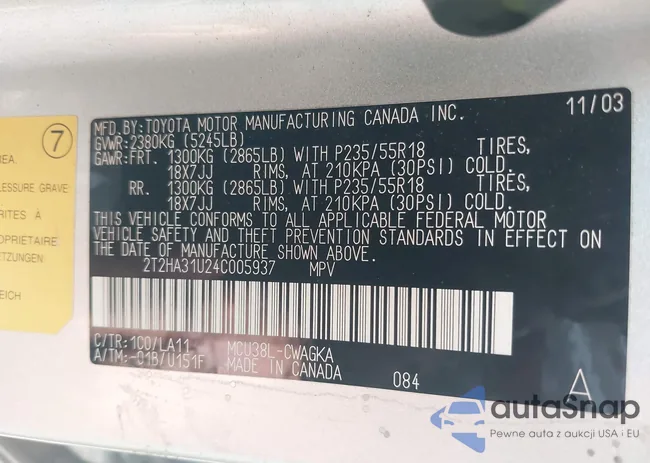 7
REA.
RESSURE GRAVE
RITES À
OPRIETAIRE
ETZUNGEN
REICH
MFD.BY:TOYOTA MOTOR MANUFACTURING CANADA INC. 11/03
GVWR:2380KG (5245LB)
GAWR:FRT. 1300KG (2865LB) WITH P235/55R18 TIRES,
18X7JJ RIMS, AT 210KPA (30PSI) COLD.
RR. 1300KG (2865LB) WITH P235/55R18 TIRES,
18X7JJ RIMS, AT 210KPA (30PSI) COLD.
THIS VEHICLE CONFORMS TO ALL APPLICABLE FEDERAL MOTOR
VEHICLE SAFETY AND THEFT PREVENTION STANDARDS IN EFFECT ON
THE DATE OF MANUFACTURE SHOWN ABOVE.
2T2HA31U24C005937 MPV
C/TR:1C0/LA11 MCU38L-CWAGKA
A/TM:-01B/U151F MADE IN CANADA 084 A
autoSnap
Pewne auta z aukcji USA i EU